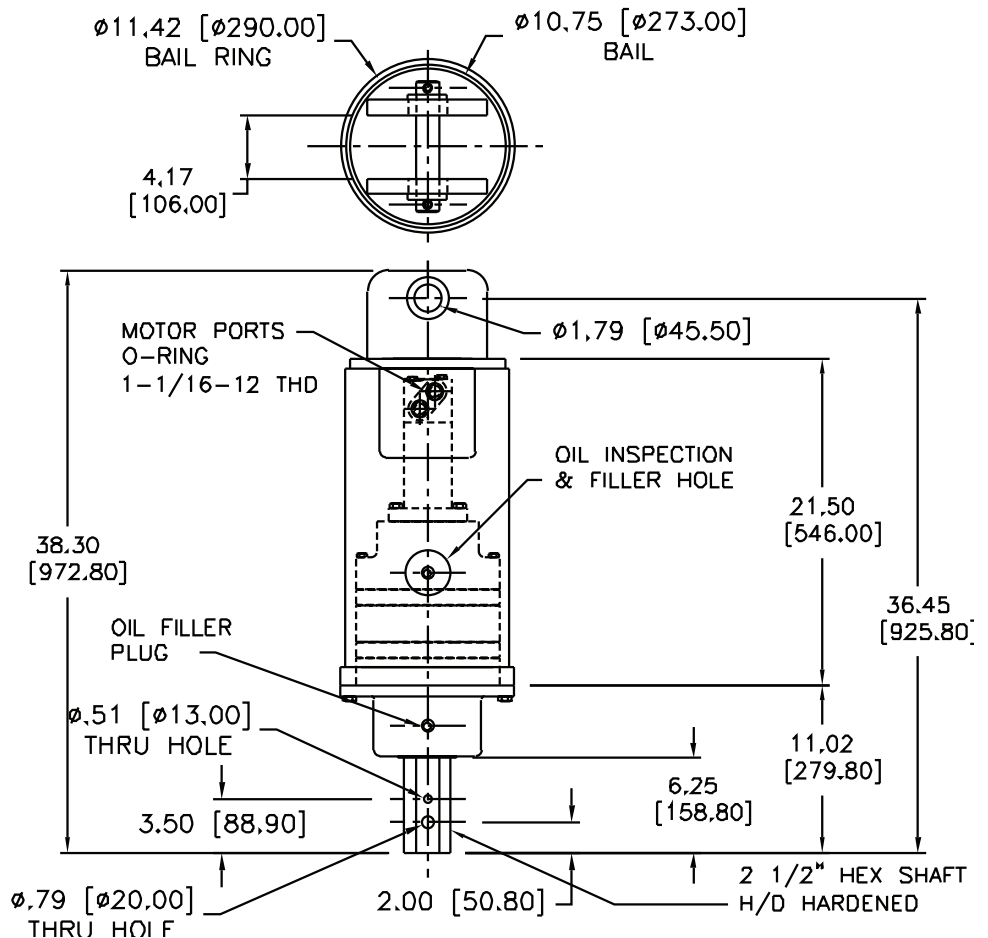 ø11.42 [ø290.00]
BAIL RING
ø10.75 [ø273.00]
BAIL
4.17
[106.00]
ø1.79 [ø45.50]
MOTOR PORTS
O-RING
1-1/16-12 THD
OIL INSPECTION
& FILLER HOLE
21.50
[546.00]
38.30
[972.80]
36.45
[925.80]
OIL FILLER
PLUG
ø.51 [ø13.00]
THRU HOLE
11.02
[279.80]
6.25
[158.80]
3.50 [88.90]
2 1/2" HEX SHAFT
H/D HARDENED
ø.79 [ø20.00]
THRU HOLE
2.00 [50.80]